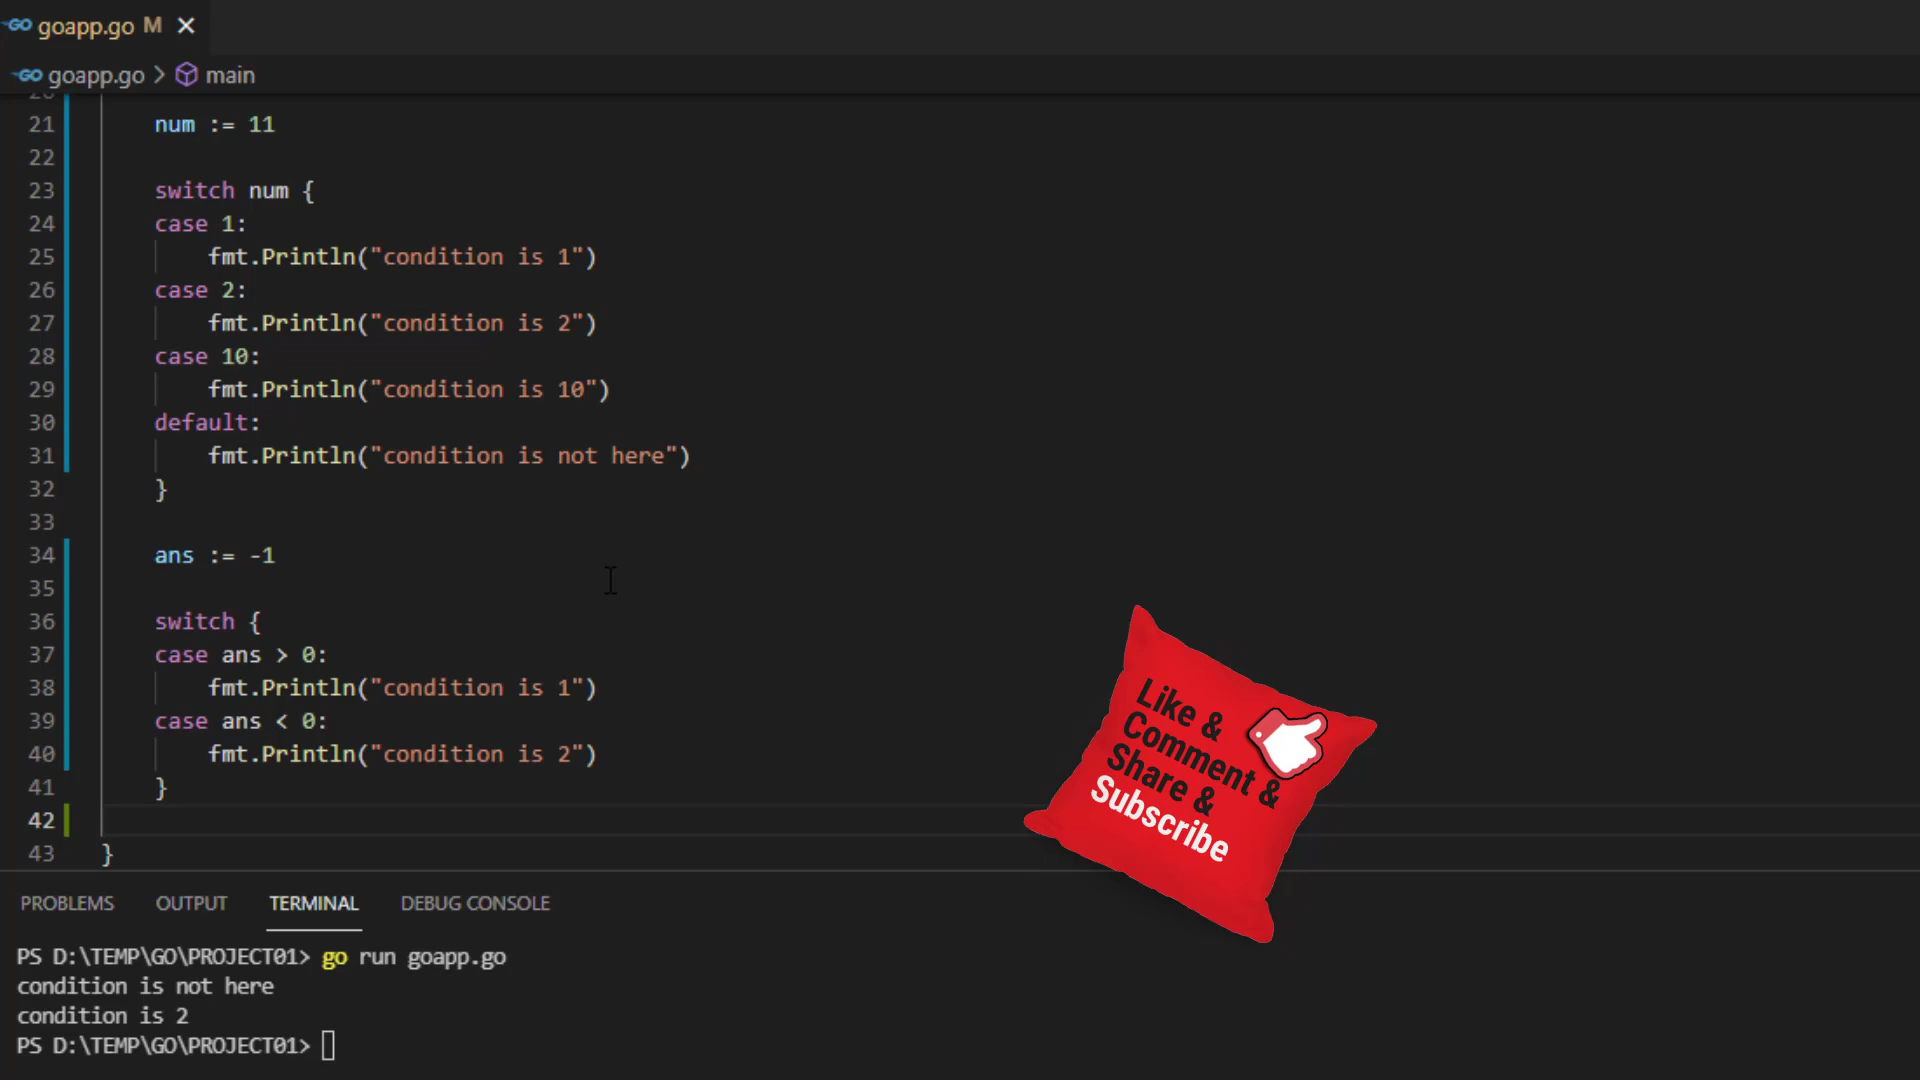 GO goapp.go M ×
GO goapp.go > main
20
21 num := 11
22
23 switch num {
24 case 1:
25 fmt.Println("condition is 1")
26 case 2:
27 fmt.Println("condition is 2")
28 case 10:
29 fmt.Println("condition is 10")
30 default:
31 fmt.Println("condition is not here")
32 }
33
34 ans := -1
35
36 switch {
37 case ans > 0:
38 fmt.Println("condition is 1")
39 case ans < 0:
40 fmt.Println("condition is 2")
41 }
42
43 }
Like &
Comment &
Share &
Subscribe
PROBLEMS OUTPUT TERMINAL DEBUG CONSOLE
PS D:\TEMP\GO\PROJECT01> go run goapp.go
condition is not here
condition is 2
PS D:\TEMP\GO\PROJECT01>